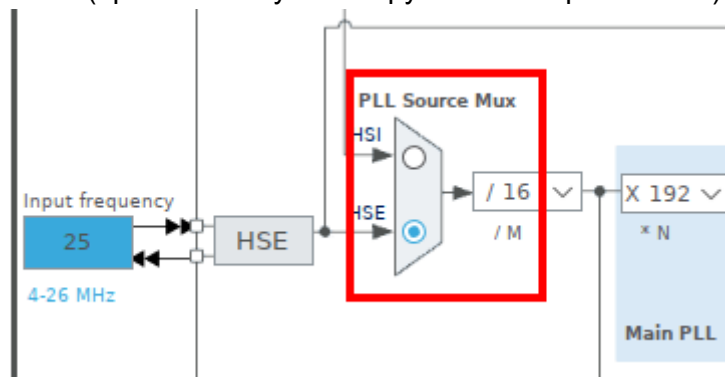 PLL Source Mux
HSI
Input frequency
25
HSE
HSE
/ 16
X 192
/ M
* N
4-26 MHz
Main PLL